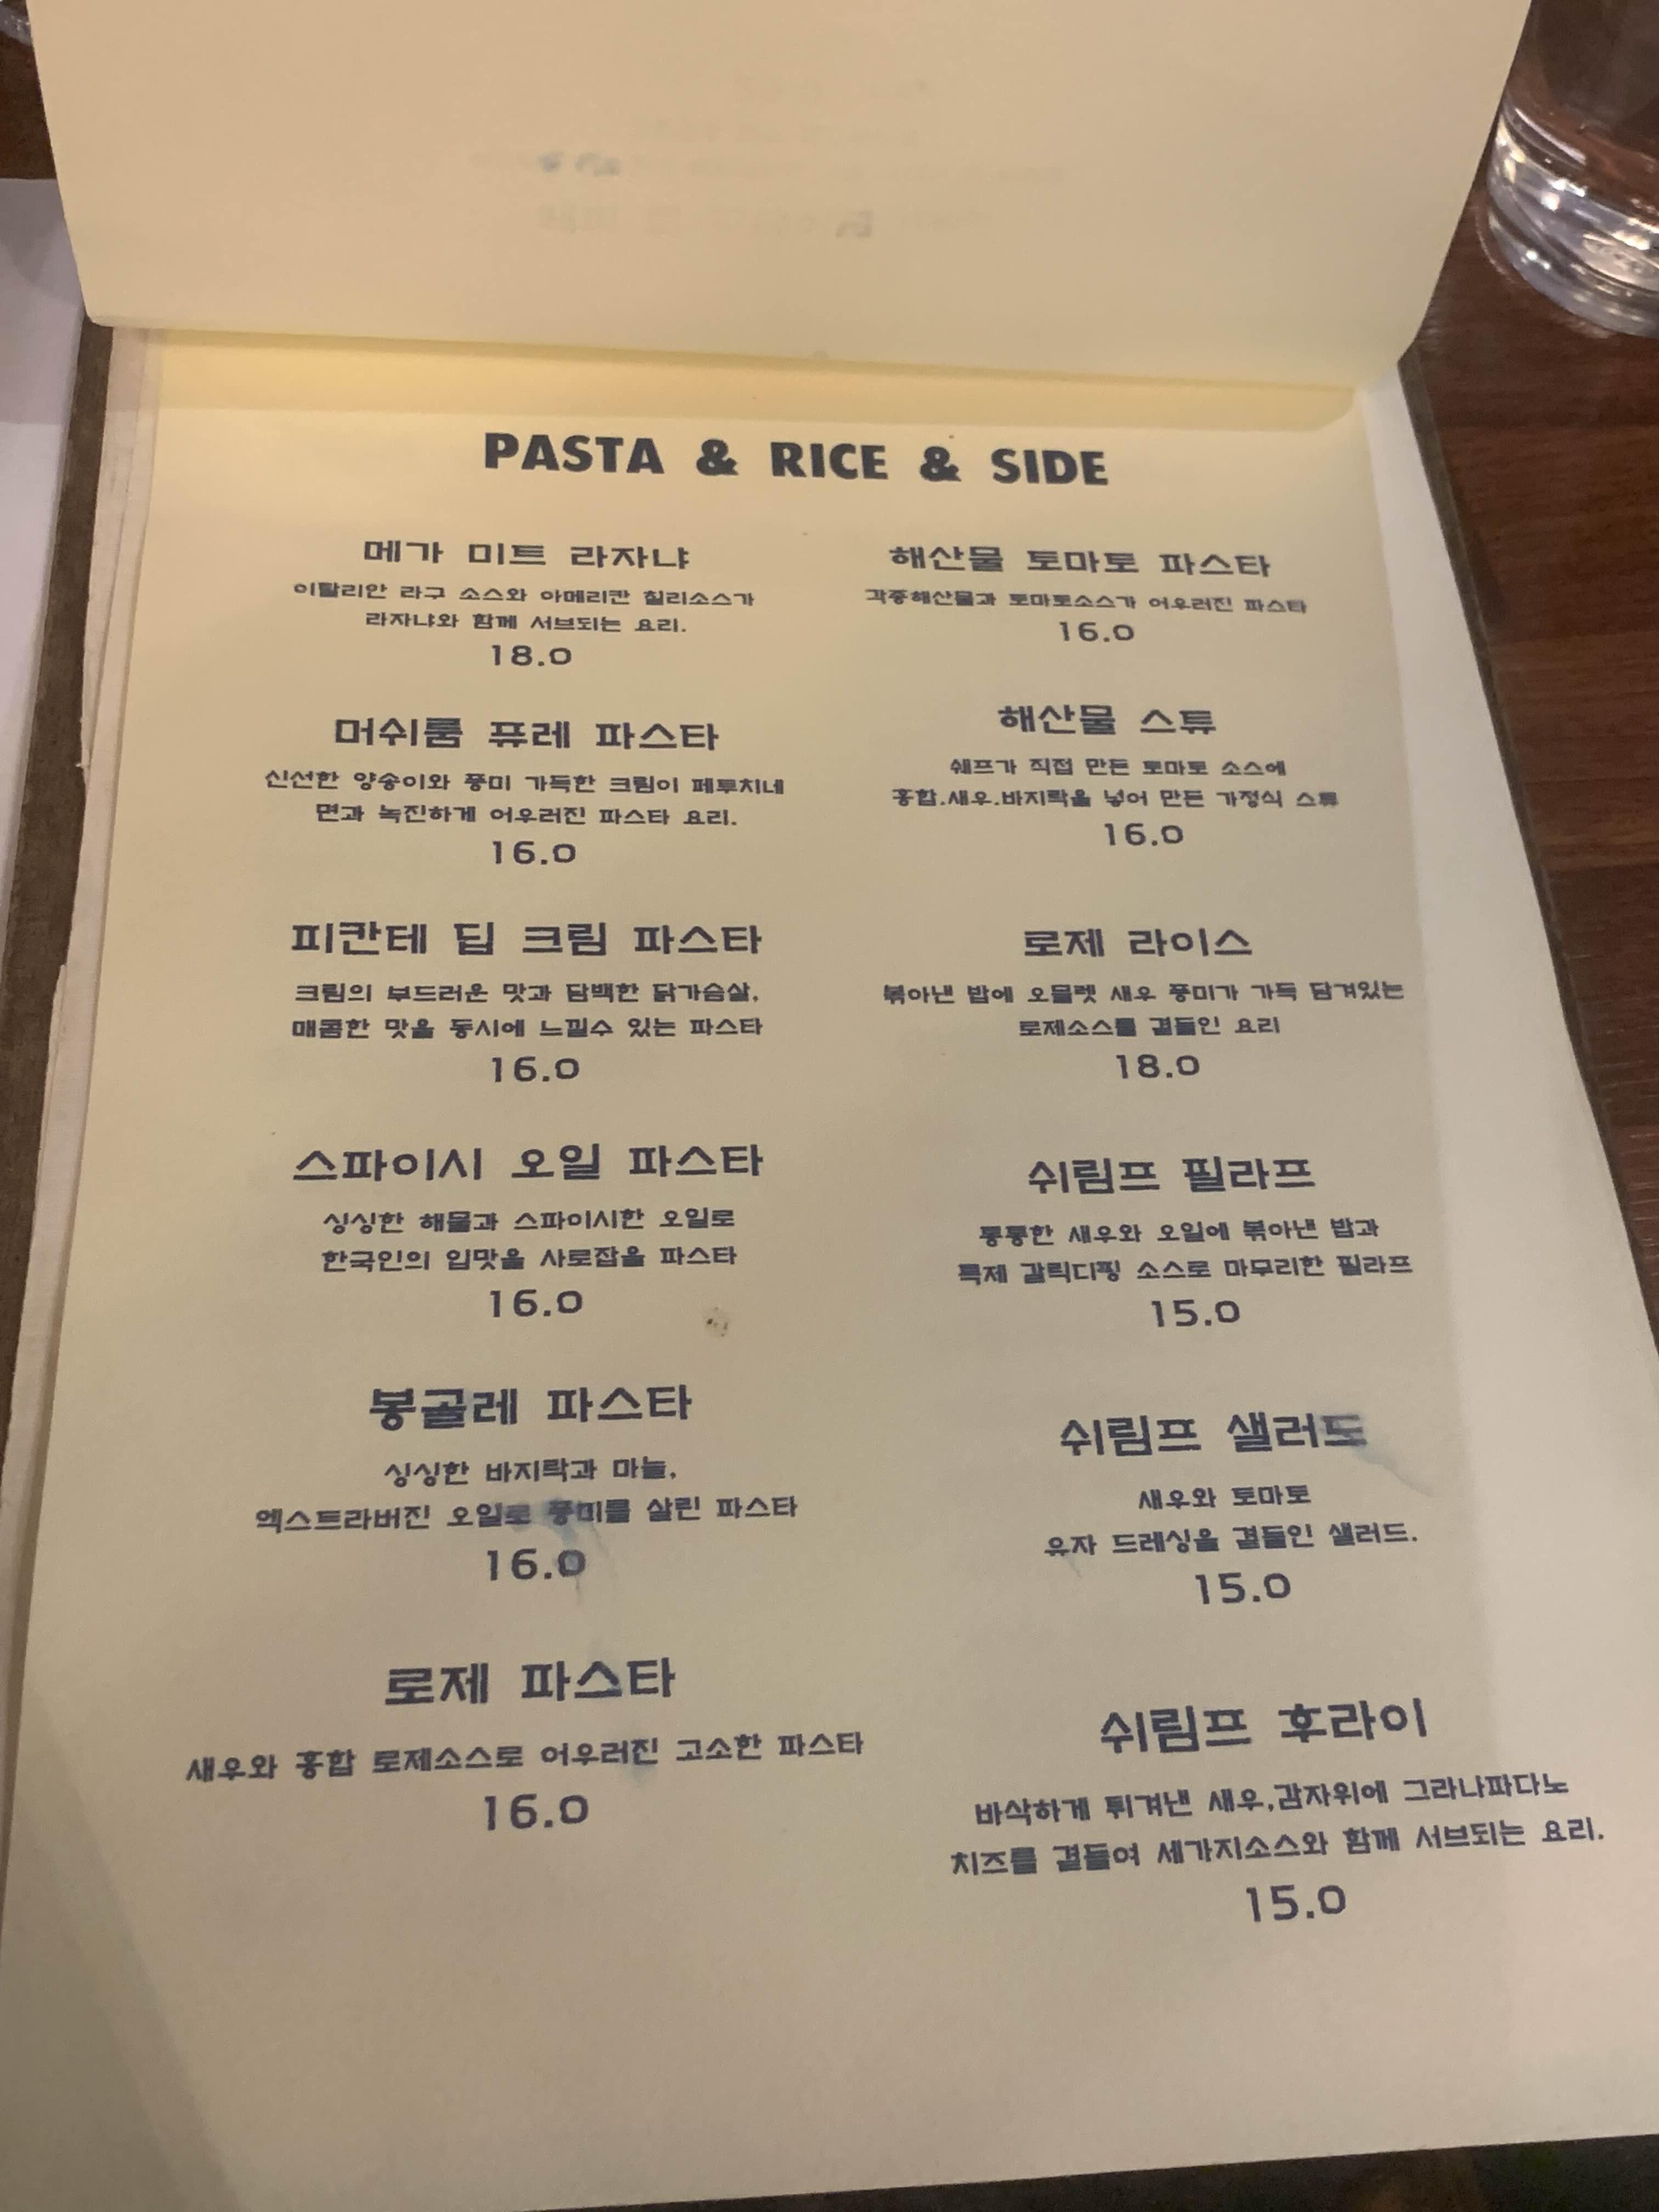 PASTA & RICE & SIDE
메가 미트 라자냐
이탈리안 라구 소스와 아메리칸 칠리소스가
라자냐와 함께 서브되는 요리.
18.0
머쉬룸 퓨레 파스타
신선한 양송이와 풍미 가득한 크림이 페투치네
면과 녹진하게 어우러진 파스타 요리.
16.0
피칸테 딥 크림 파스타
크림의 부드러운 맛과 담백한 닭가슴살,
매콤한 맛을 동시에 느낄수 있는 파스타
16.0
스파이시 오일 파스타
싱싱한 해물과 스파이시한 오일로
한국인의 입맛을 사로잡을 파스타
16.0
봉골레 파스타
싱싱한 바지락과 마늘,
엑스트라버진 오일로 풍미를 살린 파스타
16.0
로제 파스타
새우와 홍합 로제소스로 어우러진 고소한 파스타
16.0
해산물 토마토 파스타
각종해산물과 토마토소스가 어우러진 파스타
16.0
해산물 스튜
쉐프가 직접 만든 토마토 소스에
홍합.새우.바지락을 넣어 만든 가정식 스튜
16.0
로제 라이스
볶아낸 밥에 오믈렛 새우 풍미가 가득 담겨있는
로제소스를 곁들인 요리
18.0
쉬림프 필라프
통통한 새우와 오일에 볶아낸 밥과
특제 갈릭디핑 소스로 마무리한 필라프
15.0
쉬림프 샐러드
새우와 토마토
유자 드레싱을 곁들인 샐러드.
15.0
쉬림프 후라이
바삭하게 튀겨낸 새우,감자위에 그라나파다노
치즈를 곁들여 세가지소스와 함께 서브되는 요리.
15.0